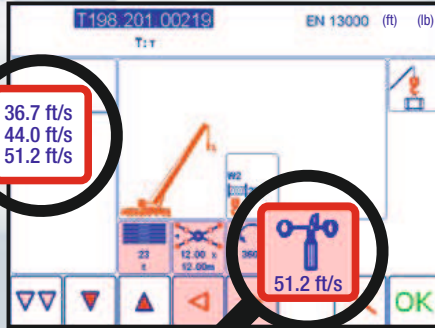 T198.201.00219 EN 13000 (ft) (lb)
T:T
36.7 ft/s
44.0 ft/s
51.2 ft/s
W2
23
t
12.00 x
12.00m
360
51.2 ft/s
OK